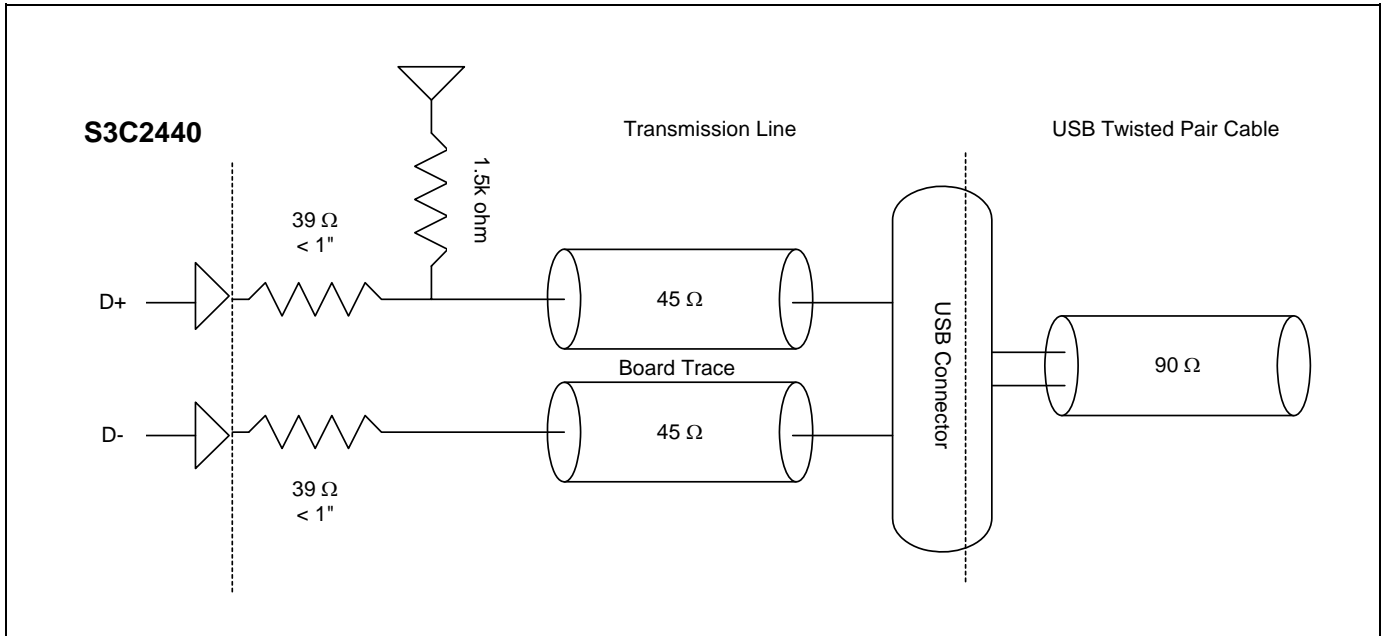 S3C2440
Transmission Line
USB Twisted Pair Cable
1.5k ohm
39 Ω
< 1"
D+
45 Ω
Board Trace
USB Connector
90 Ω
D-
45 Ω
39 Ω
< 1"